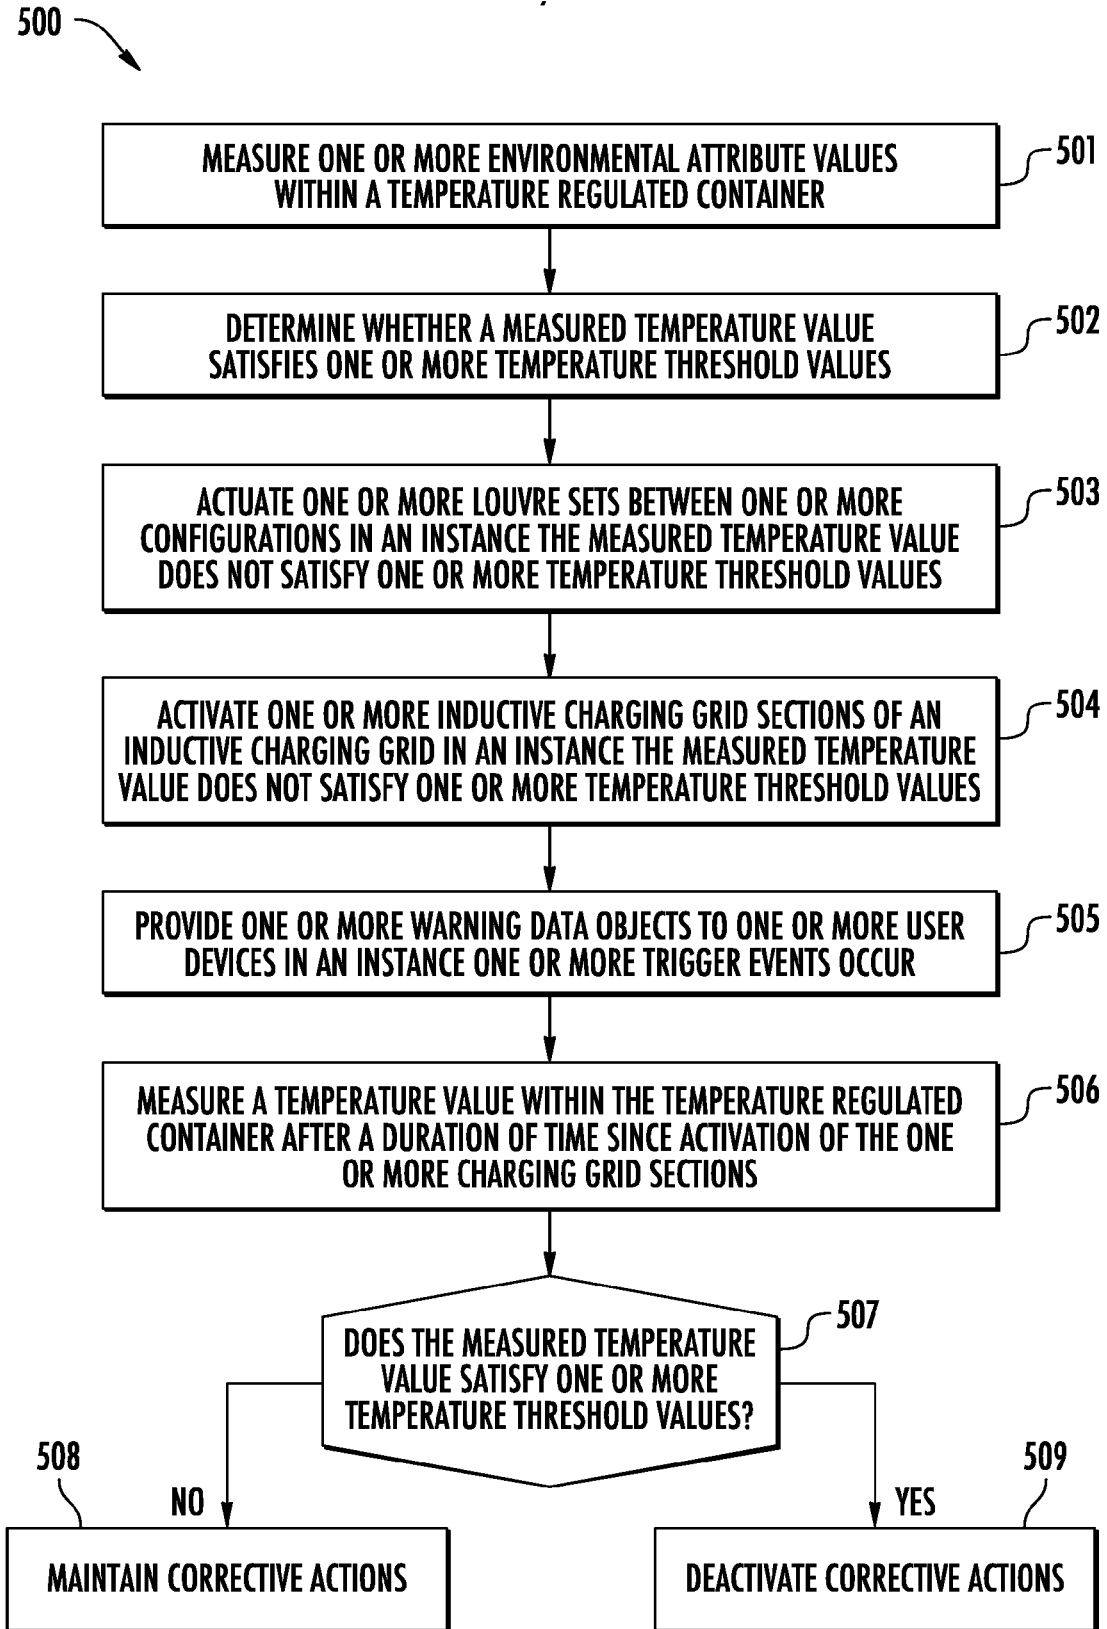 500
MEASURE ONE OR MORE ENVIRONMENTAL ATTRIBUTE VALUES
WITHIN A TEMPERATURE REGULATED CONTAINER
501
DETERMINE WHETHER A MEASURED TEMPERATURE VALUE
SATISFIES ONE OR MORE TEMPERATURE THRESHOLD VALUES
502
ACTUATE ONE OR MORE LOUVRE SETS BETWEEN ONE OR MORE
CONFIGURATIONS IN AN INSTANCE THE MEASURED TEMPERATURE VALUE
DOES NOT SATISFY ONE OR MORE TEMPERATURE THRESHOLD VALUES
503
ACTIVATE ONE OR MORE INDUCTIVE CHARGING GRID SECTIONS OF AN
INDUCTIVE CHARGING GRID IN AN INSTANCE THE MEASURED TEMPERATURE
VALUE DOES NOT SATISFY ONE OR MORE TEMPERATURE THRESHOLD VALUES
504
PROVIDE ONE OR MORE WARNING DATA OBJECTS TO ONE OR MORE USER
DEVICES IN AN INSTANCE ONE OR MORE TRIGGER EVENTS OCCUR
505
MEASURE A TEMPERATURE VALUE WITHIN THE TEMPERATURE REGULATED
CONTAINER AFTER A DURATION OF TIME SINCE ACTIVATION OF THE ONE
OR MORE CHARGING GRID SECTIONS
506
DOES THE MEASURED TEMPERATURE
VALUE SATISFY ONE OR MORE
TEMPERATURE THRESHOLD VALUES?
507
508
NO
MAINTAIN CORRECTIVE ACTIONS
509
YES
DEACTIVATE CORRECTIVE ACTIONS